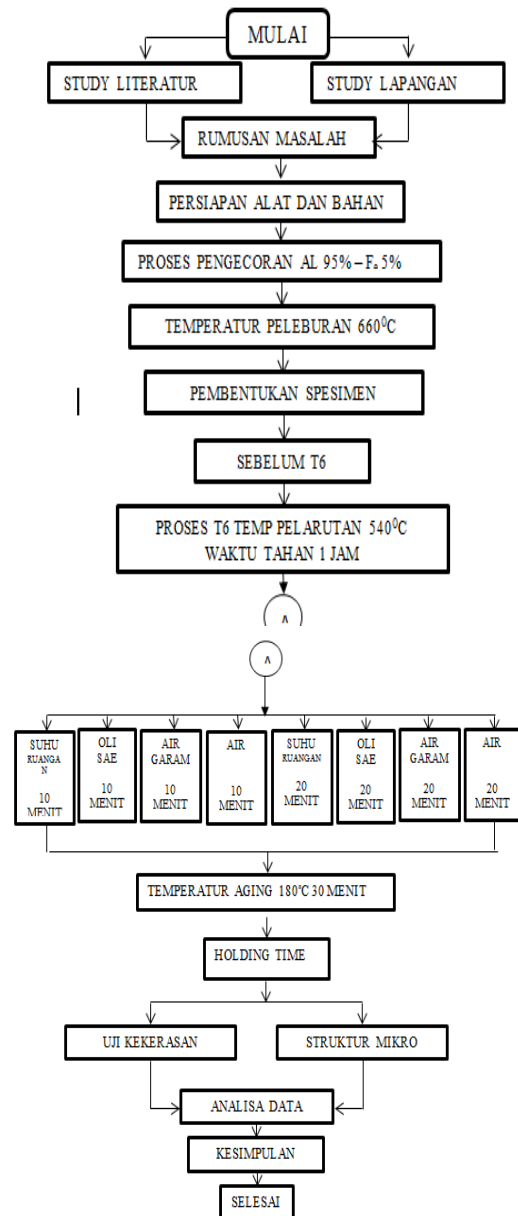 MULAI
STUDY LITERATUR
STUDY LAPANGAN
RUMUSAN MASALAH
PERSIAPAN ALAT DAN BAHAN
PROSES PENGECORAN AL 95% – Fe 5%
TEMPERATUR PELEBURAN 660⁰C
PEMBENTUKAN SPESIMEN
SEBELUM T6
PROSES T6 TEMP PELARUTAN 540⁰C
WAKTU TAHAN 1 JAM
A
A
SUHU
RUANGA
N
10
MENIT
OLI
SAE
10
MENIT
AIR
GARAM
10
MENIT
AIR
10
MENIT
SUHU
RUANGAN
20
MENIT
OLI
SAE
20
MENIT
AIR
GARAM
20
MENIT
AIR
20
MENIT
TEMPERATUR AGING 180°C 30 MENIT
HOLDING TIME
UJI KEKERASAN
STRUKTUR MIKRO
ANALISA DATA
KESIMPULAN
SELESAI